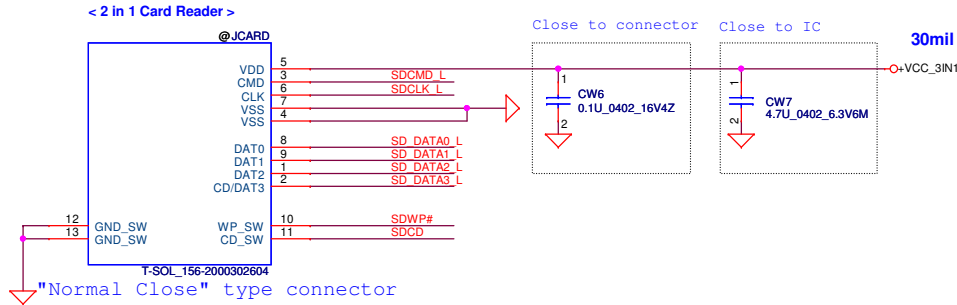 < 2 in 1 Card Reader >
Close to connector
Close to IC
@JCARD
30mil
VDD 5
+VCC_3IN1
CMD 3 SDCMD_L
CLK 6 SDCLK_L
VSS 7
VSS 4
1 CW6
0.1U_0402_16V4Z
2
1 CW7
4.7U_0402_6.3V6M
2
DAT0 8 SD_DATA0_L
DAT1 9 SD_DATA1_L
DAT2 1 SD_DATA2_L
CD/DAT3 2 SD_DATA3_L
12 GND_SW WP_SW 10 SDWP#
13 GND_SW CD_SW 11 SDCD
T-SOL_156-2000302604
"Normal Close" type connector